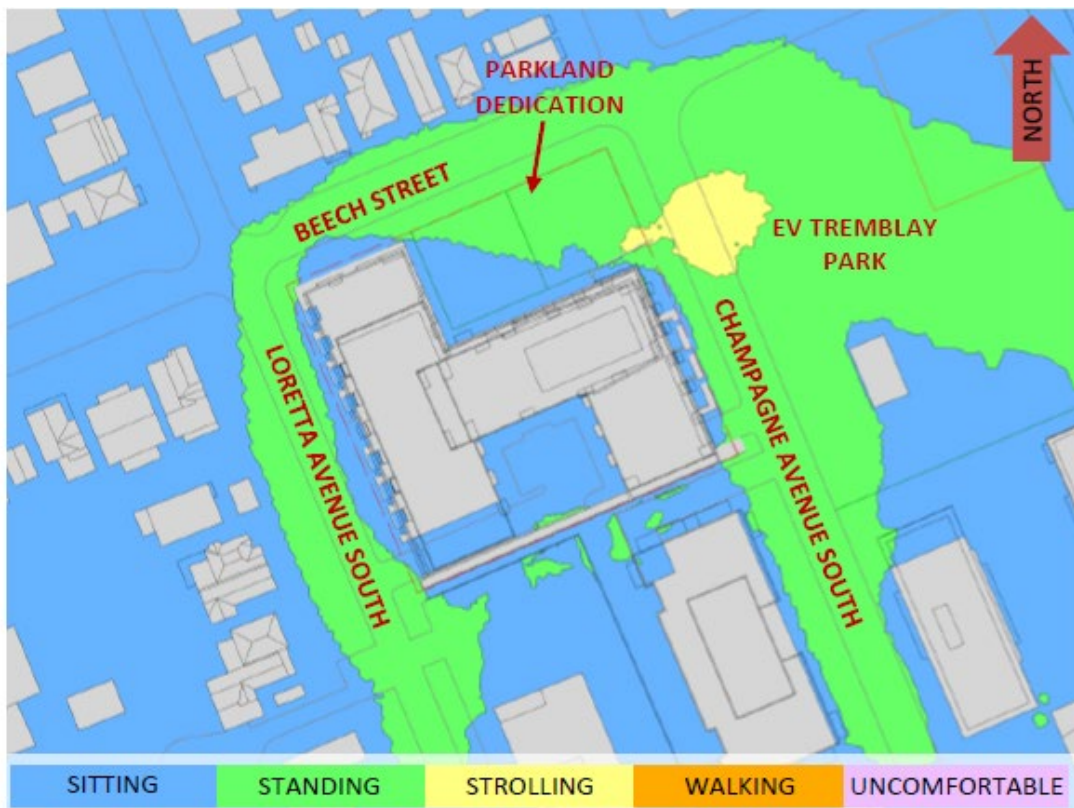 PARKLAND
DEDICATION
NORTH
BEECH STREET
EV TREMBLAY
PARK
LORETTA AVENUE SOUTH
CHAMPAGNE AVENUE SOUTH
SITTING
STANDING
STROLLING
WALKING
UNCOMFORTABLE